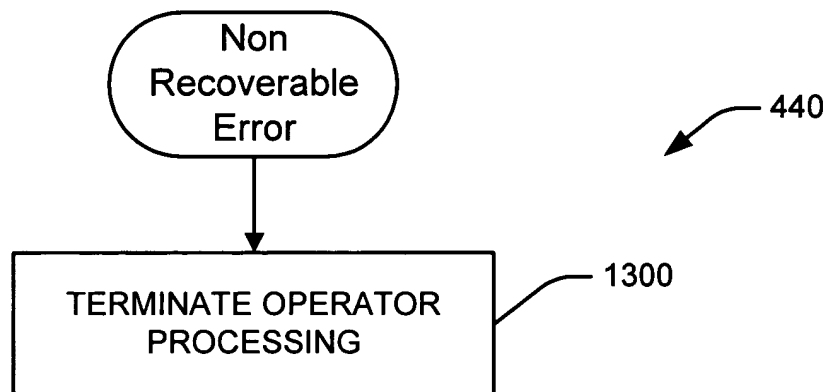 Non
Recoverable
Error
440
1300
TERMINATE OPERATOR
PROCESSING